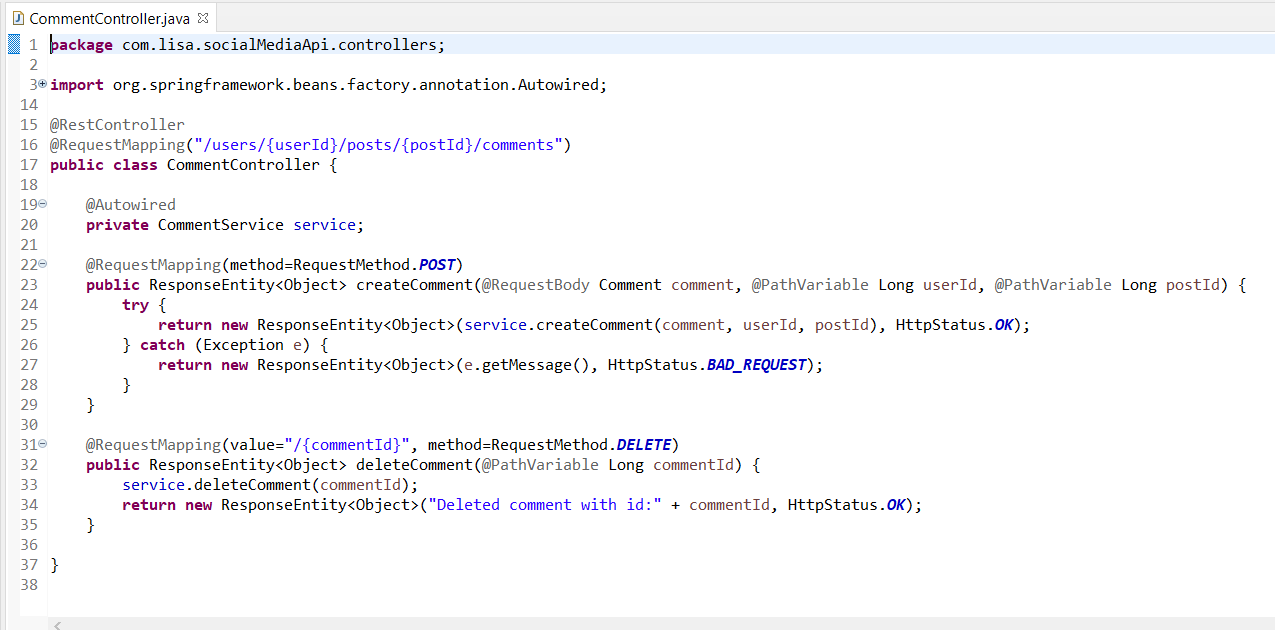 CommentController.java
1 package com.lisa.socialMediaApi.controllers;
2
3 import org.springframework.beans.factory.annotation.Autowired;
14
15 @RestController
16 @RequestMapping("/users/{userId}/posts/{postId}/comments")
17 public class CommentController {
18
19     @Autowired
20     private CommentService service;
21
22     @RequestMapping(method=RequestMethod.POST)
23     public ResponseEntity<Object> createComment(@RequestBody Comment comment, @PathVariable Long userId, @PathVariable Long postId) {
24         try {
25             return new ResponseEntity<Object>(service.createComment(comment, userId, postId), HttpStatus.OK);
26         } catch (Exception e) {
27             return new ResponseEntity<Object>(e.getMessage(), HttpStatus.BAD_REQUEST);
28         }
29     }
30
31     @RequestMapping(value="/{commentId}", method=RequestMethod.DELETE)
32     public ResponseEntity<Object> deleteComment(@PathVariable Long commentId) {
33         service.deleteComment(commentId);
34         return new ResponseEntity<Object>("Deleted comment with id:" + commentId, HttpStatus.OK);
35     }
36
37 }
38